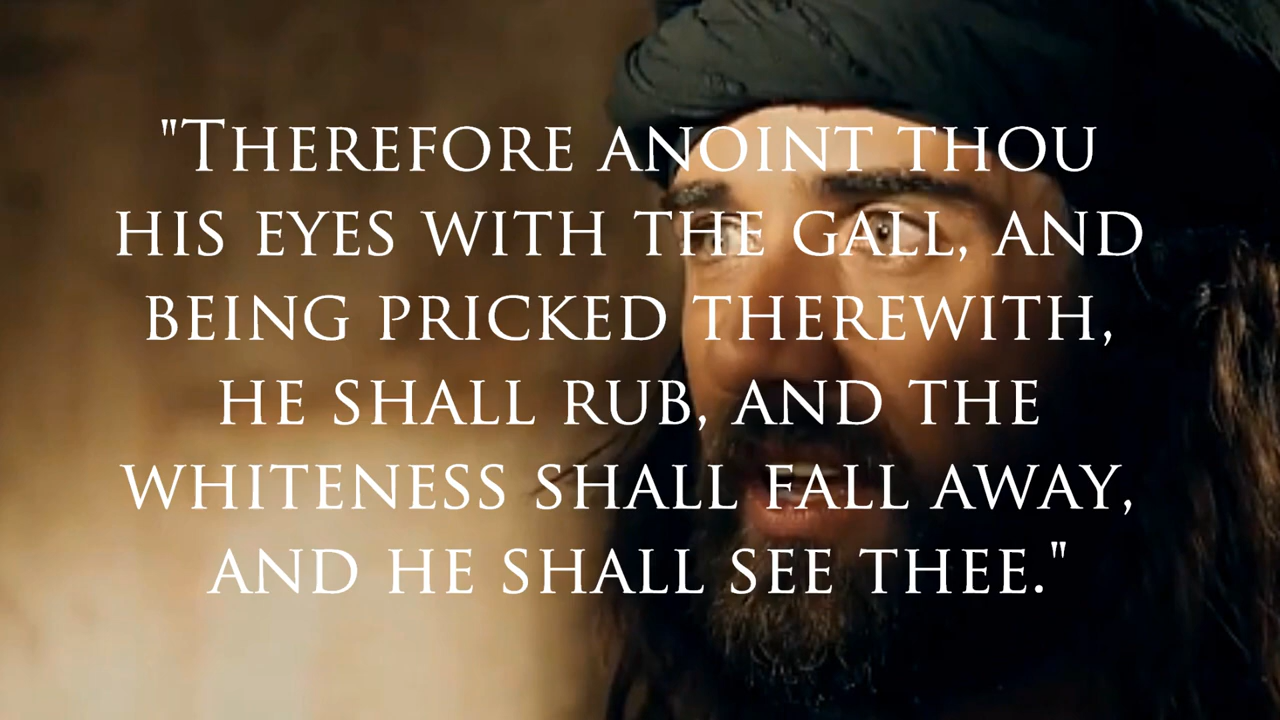 "Therefore anoint thou
his eyes with the gall, and
being pricked therewith,
he shall rub, and the
whiteness shall fall away,
and he shall see thee."